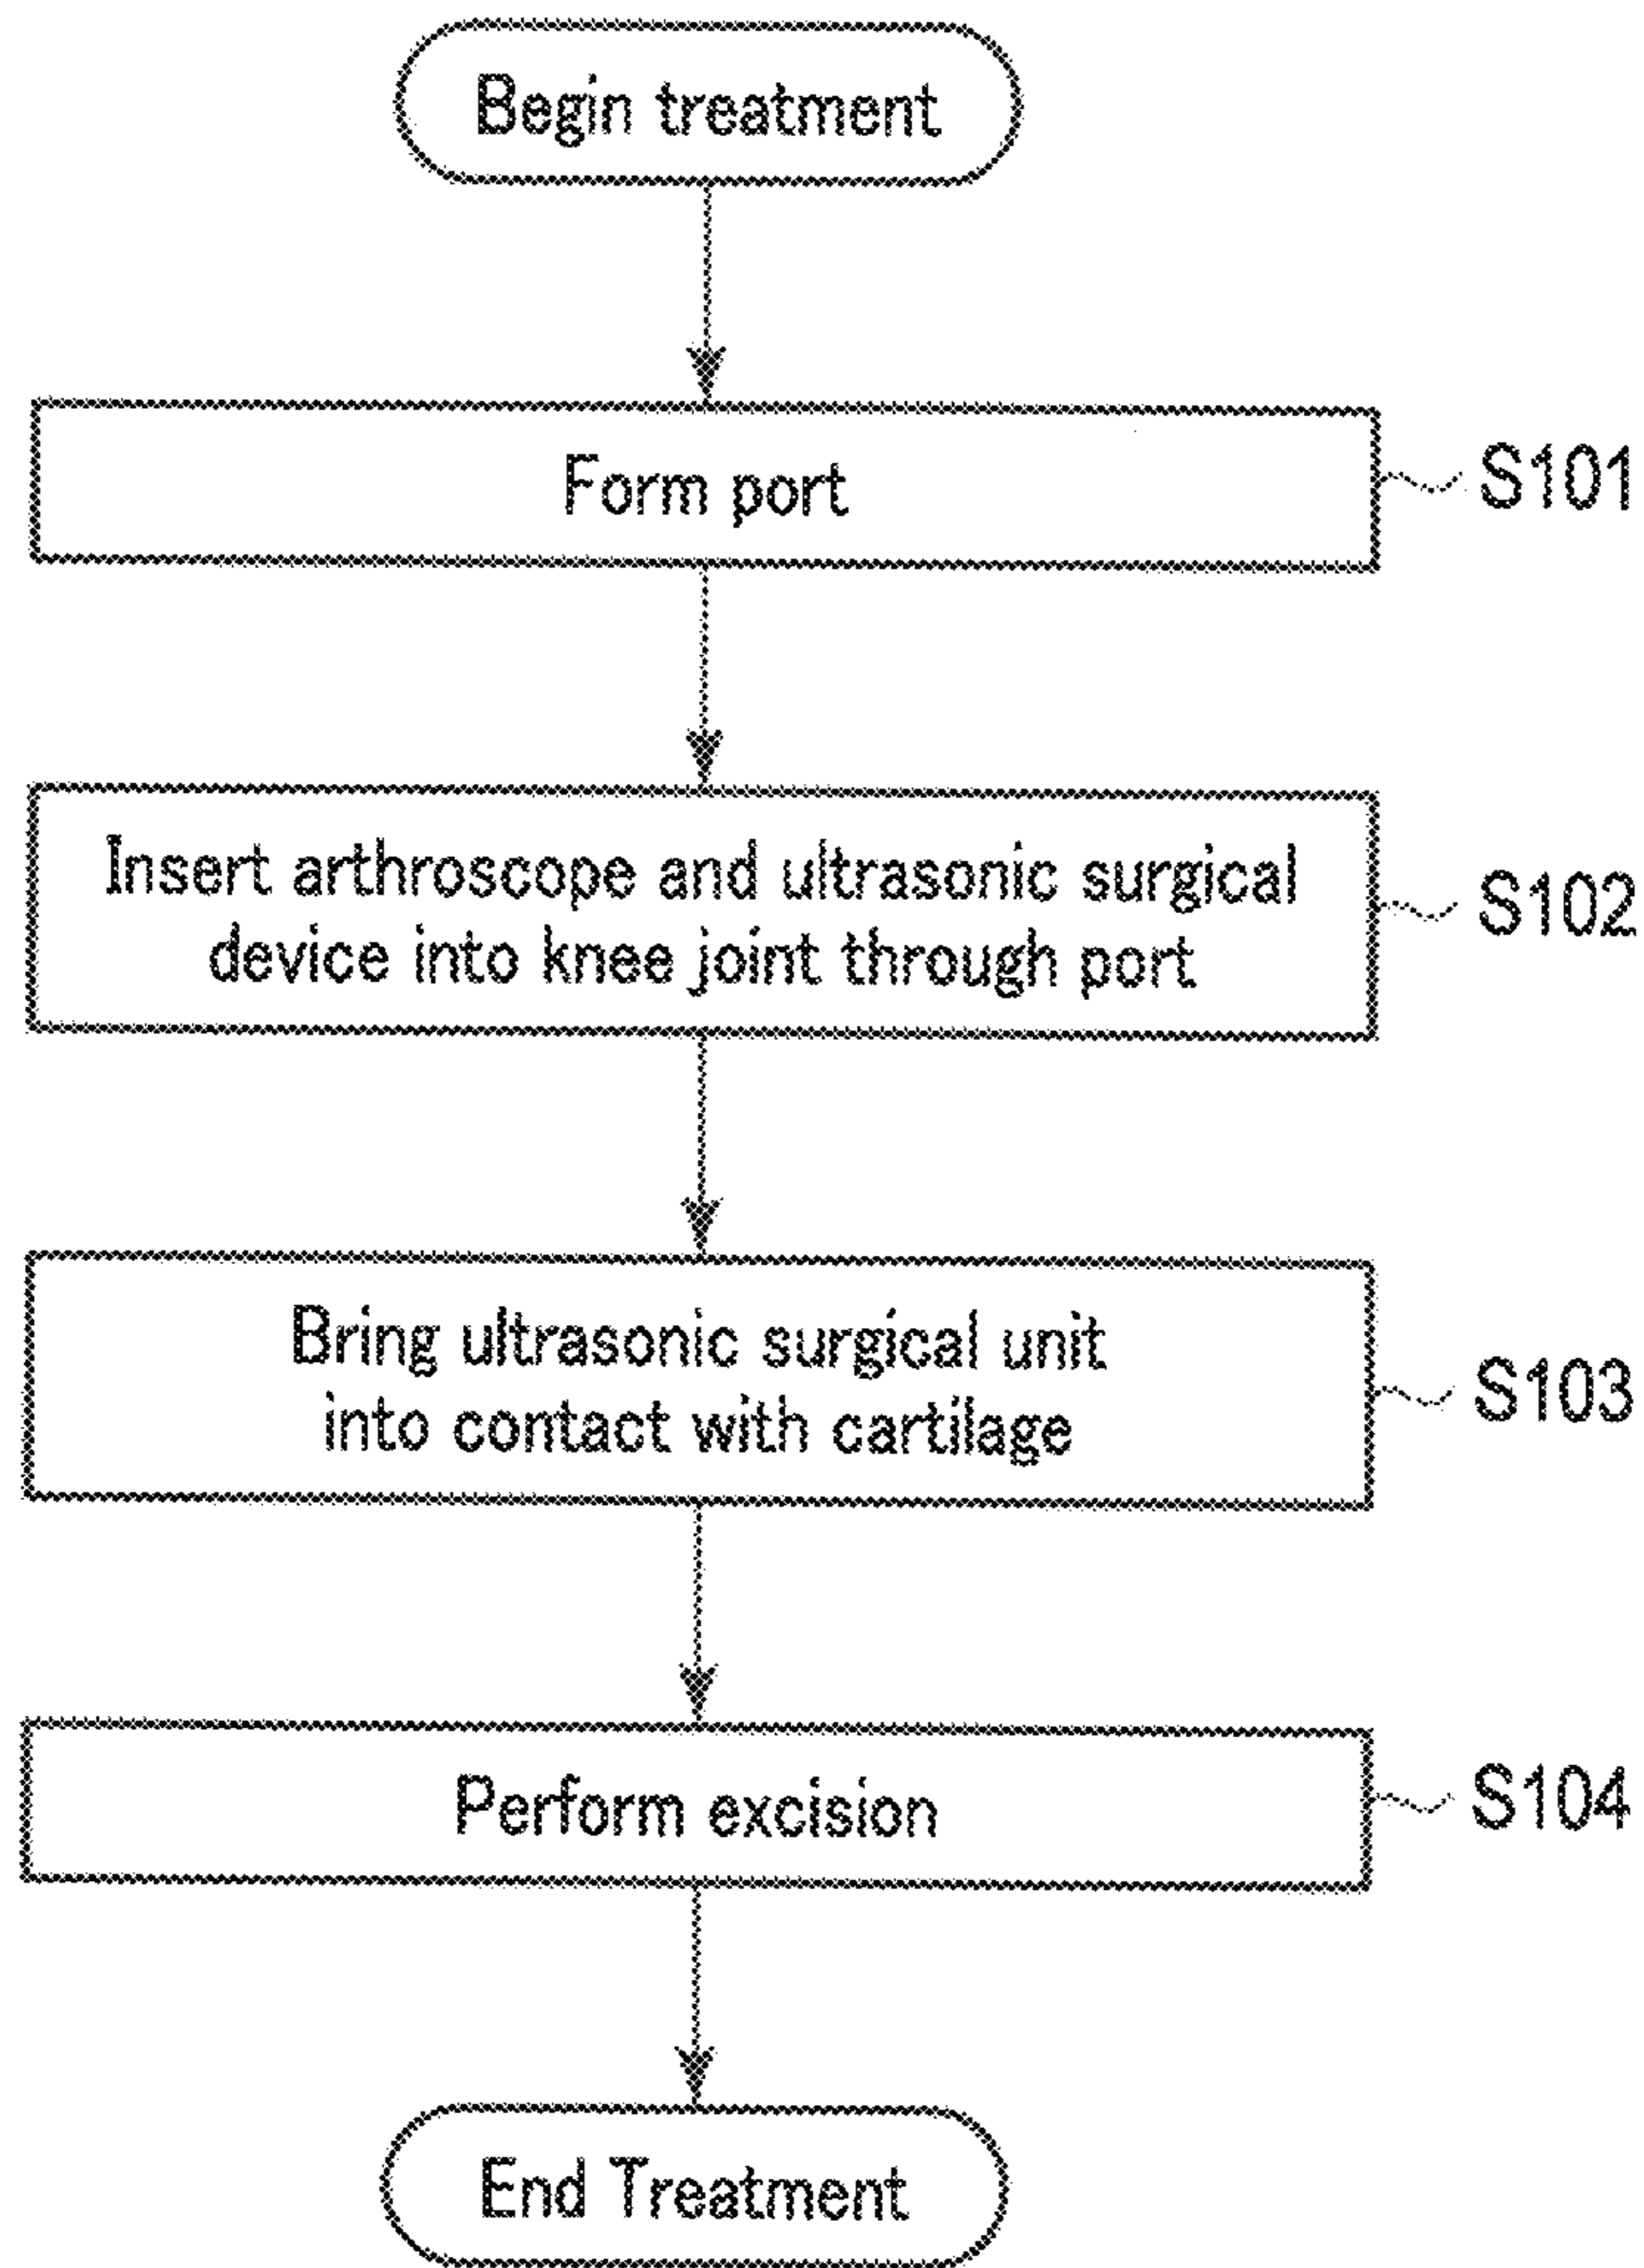 Begin treatment
Form port
S101
Insert arthroscope and ultrasonic surgical
device into knee joint through port
S102
Bring ultrasonic surgical unit
into contact with cartilage
S103
Perform excision
S104
End Treatment